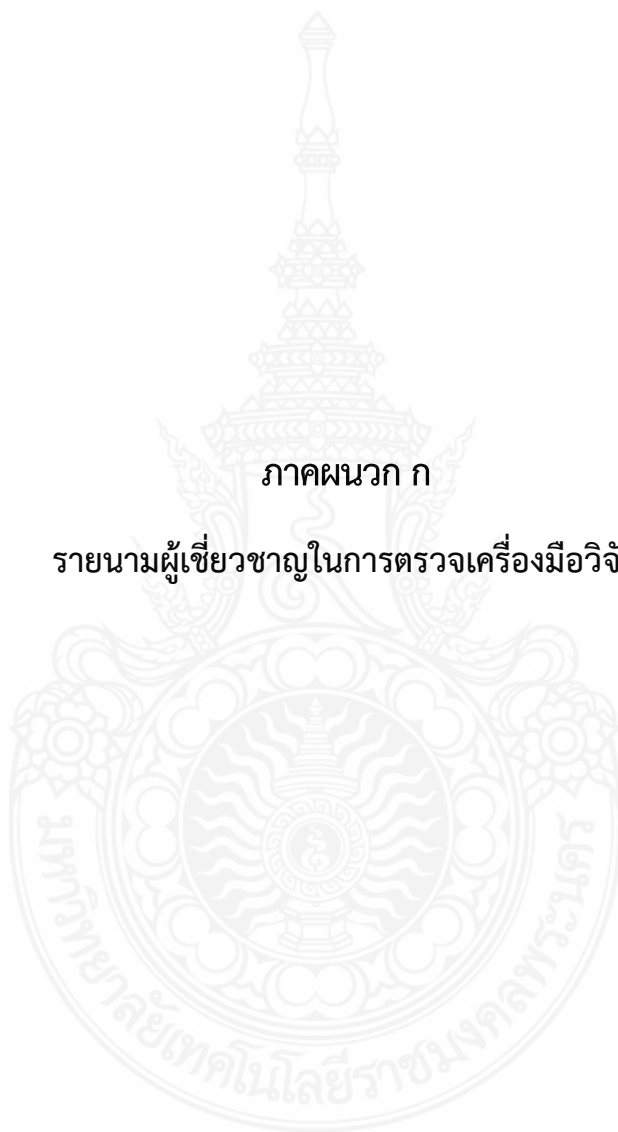 ภาคผนวก ก
รายนามผู้เชี่ยวชาญในการตรวจเครื่องมือวิจั
มหาวิทยาลัยเทคโนโลยีราชมงคลพระนคร